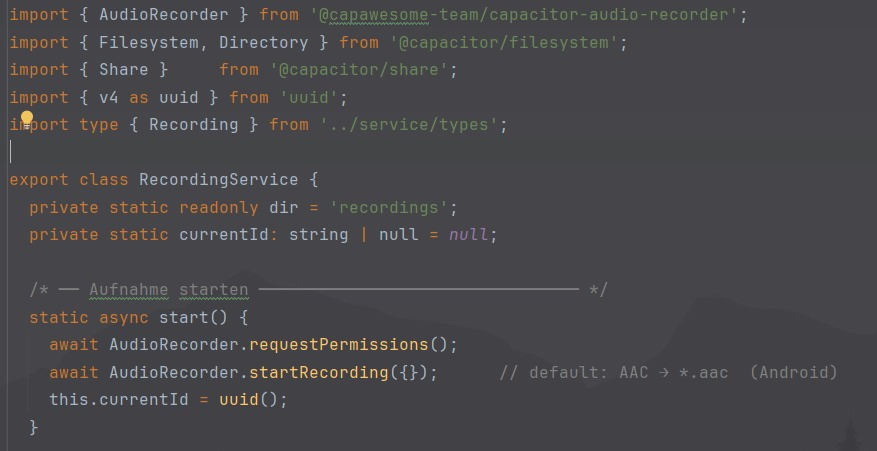 import { AudioRecorder } from '@capawesome-team/capacitor-audio-recorder';
import { Filesystem, Directory } from '@capacitor/filesystem';
import { Share }     from '@capacitor/share';
import { v4 as uuid } from 'uuid';
import type { Recording } from '../service/types';

export class RecordingService {
  private static readonly dir = 'recordings';
  private static currentId: string | null = null;

  /* —— Aufnahme starten ———————————————————————————————— */
  static async start() {
    await AudioRecorder.requestPermissions();
    await AudioRecorder.startRecording({});      // default: AAC → *.aac  (Android)
    this.currentId = uuid();
  }